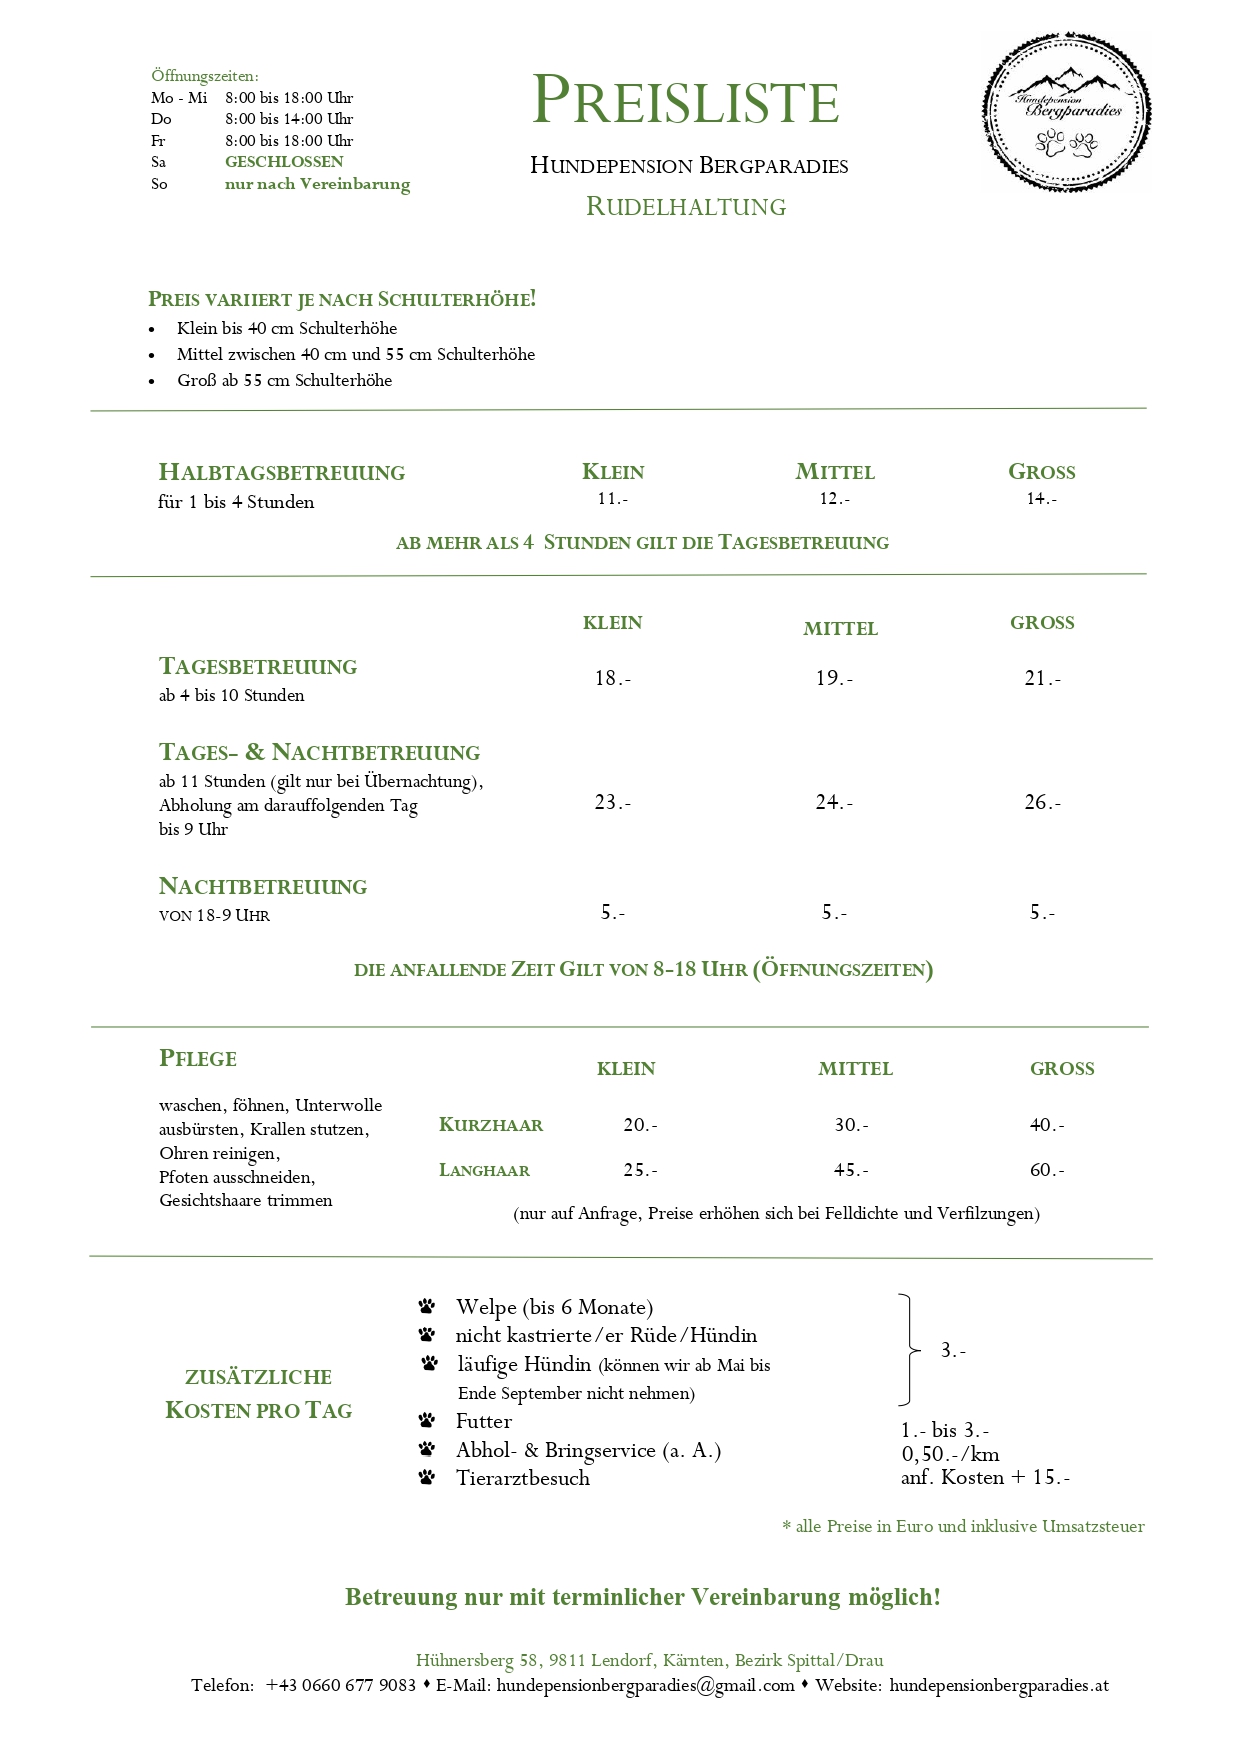 Öffnungszeiten:
Mo - Mi 8:00 bis 18:00 Uhr
Do 8:00 bis 14:00 Uhr
Fr 8:00 bis 18:00 Uhr
Sa GESCHLOSSEN
So nur nach Vereinbarung
PREISLISTE
HUNDEPENSION BERGPARADIES
RUDELHALTUNG
Hundepension
Bergparadies
PREIS VARIIERT JE NACH SCHULTERHÖHE!
• Klein bis 40 cm Schulterhöhe
• Mittel zwischen 40 cm und 55 cm Schulterhöhe
• Groß ab 55 cm Schulterhöhe
HALBTAGSBETREUUNG KLEIN MITTEL GROSS
für 1 bis 4 Stunden 11.- 12.- 14.-
AB MEHR ALS 4 STUNDEN GILT DIE TAGESBETREUUNG
KLEIN MITTEL GROSS
TAGESBETREUUNG
ab 4 bis 10 Stunden 18.- 19.- 21.-
TAGES- & NACHTBETREUUNG
ab 11 Stunden (gilt nur bei Übernachtung),
Abholung am darauffolgenden Tag 23.- 24.- 26.-
bis 9 Uhr
NACHTBETREUUNG
VON 18-9 UHR 5.- 5.- 5.-
DIE ANFALLENDE ZEIT GILT VON 8-18 UHR (ÖFFNUNGSZEITEN)
PFLEGE KLEIN MITTEL GROSS
waschen, föhnen, Unterwolle
ausbürsten, Krallen stutzen,
Ohren reinigen,
Pfoten ausschneiden,
Gesichtshaare trimmen
KURZHAAR 20.- 30.- 40.-
LANGHAAR 25.- 45.- 60.-
(nur auf Anfrage, Preise erhöhen sich bei Felldichte und Verfilzungen)
ZUSÄTZLICHE
KOSTEN PRO TAG
Welpe (bis 6 Monate)
nicht kastrierte/er Rüde/Hündin
läufige Hündin (können wir ab Mai bis
Ende September nicht nehmen)
3.-
Futter 1.- bis 3.-
Abhol- & Bringservice (a. A.) 0,50.-/km
Tierarztbesuch anf. Kosten + 15.-
* alle Preise in Euro und inklusive Umsatzsteuer
Betreuung nur mit terminlicher Vereinbarung möglich!
Hühnersberg 58, 9811 Lendorf, Kärnten, Bezirk Spittal/Drau
Telefon: +43 0660 677 9083 ♦ E-Mail: hundepensionbergparadies@gmail.com ♦ Website: hundepensionbergparadies.at